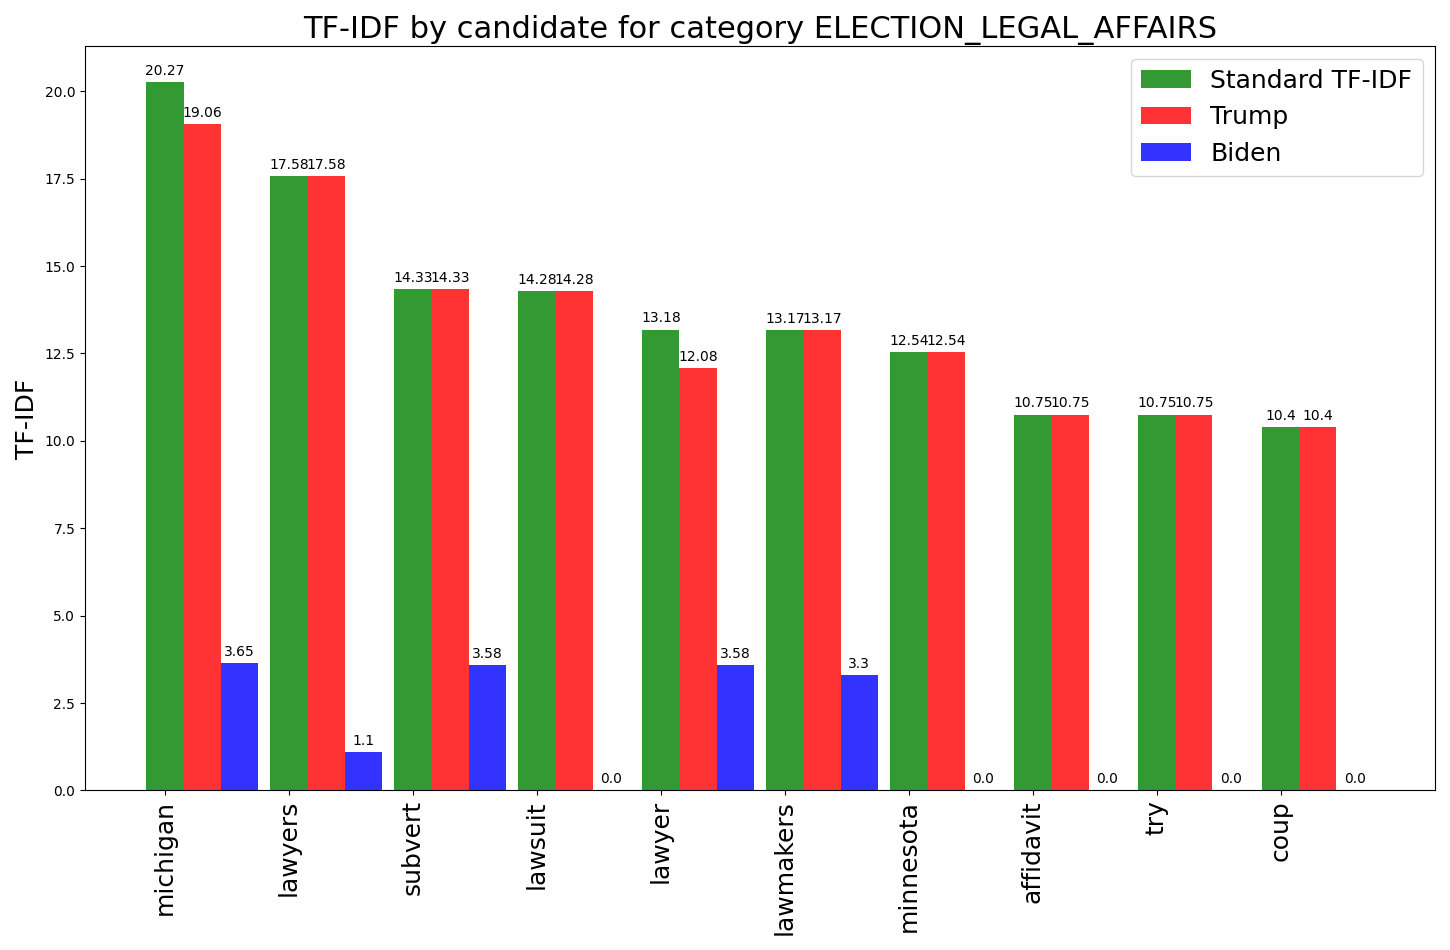 TF-IDF by candidate for category ELECTION_LEGAL_AFFAIRS
Standard TF-IDF
Trump
Biden
TF-IDF
20.0
17.5
15.0
12.5
10.0
7.5
5.0
2.5
0.0
20.27
19.06
3.65
17.58
17.58
1.1
14.33
14.33
3.58
14.28
14.28
0.0
13.18
12.08
3.58
13.17
13.17
3.3
12.54
12.54
0.0
10.75
10.75
0.0
10.75
10.75
0.0
10.4
10.4
0.0
michigan
lawyers
subvert
lawsuit
lawyer
lawmakers
minnesota
affidavit
try
coup